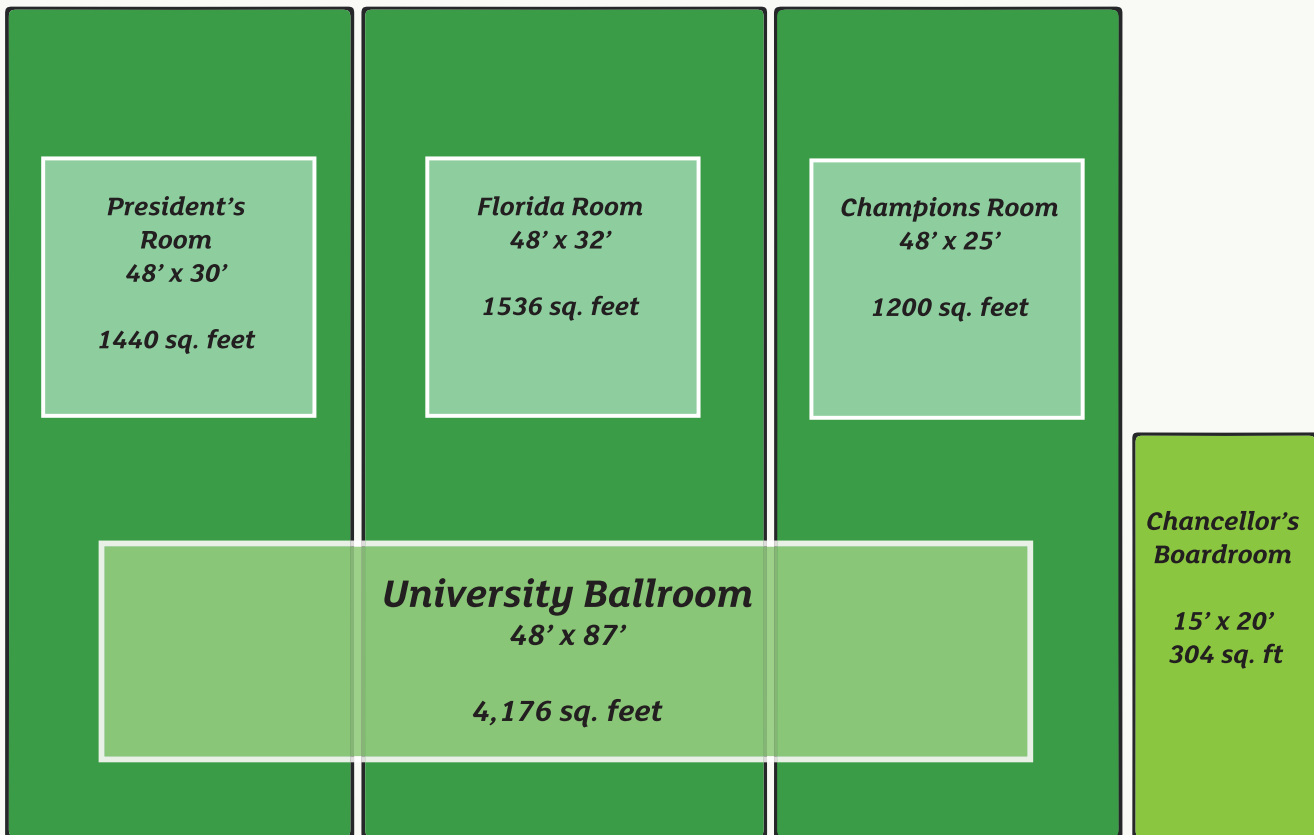 President’s
Room
48’ x 30’
1440 sq. feet
Florida Room
48’ x 32’
1536 sq. feet
Champions Room
48’ x 25’
1200 sq. feet
University Ballroom
48’ x 87’
4,176 sq. feet
Chancellor’s
Boardroom
15’ x 20’
304 sq. ft